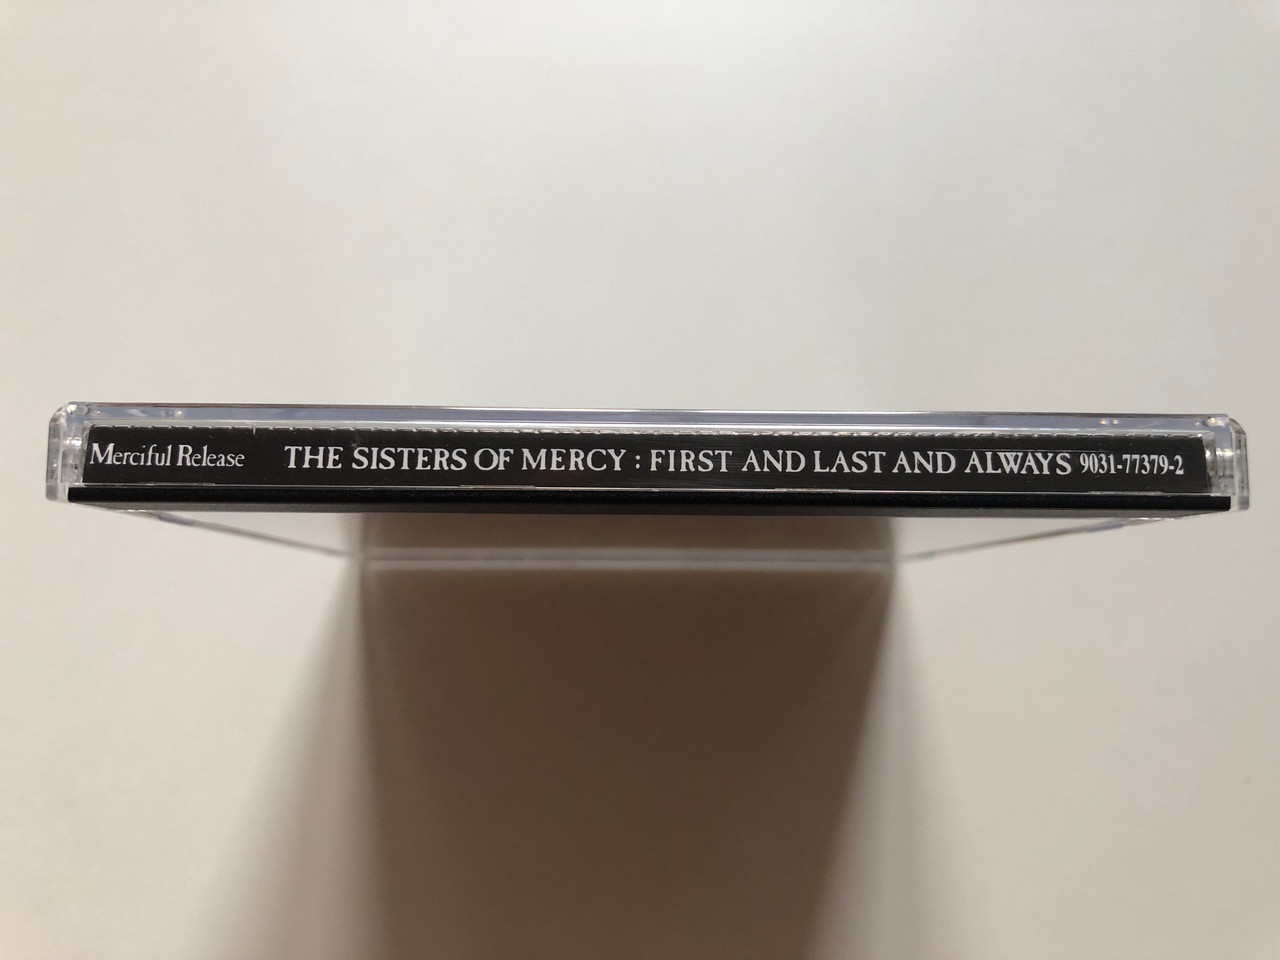 Merciful Release THE SISTERS OF MERCY : FIRST AND LAST AND ALWAYS 9031-77379-2